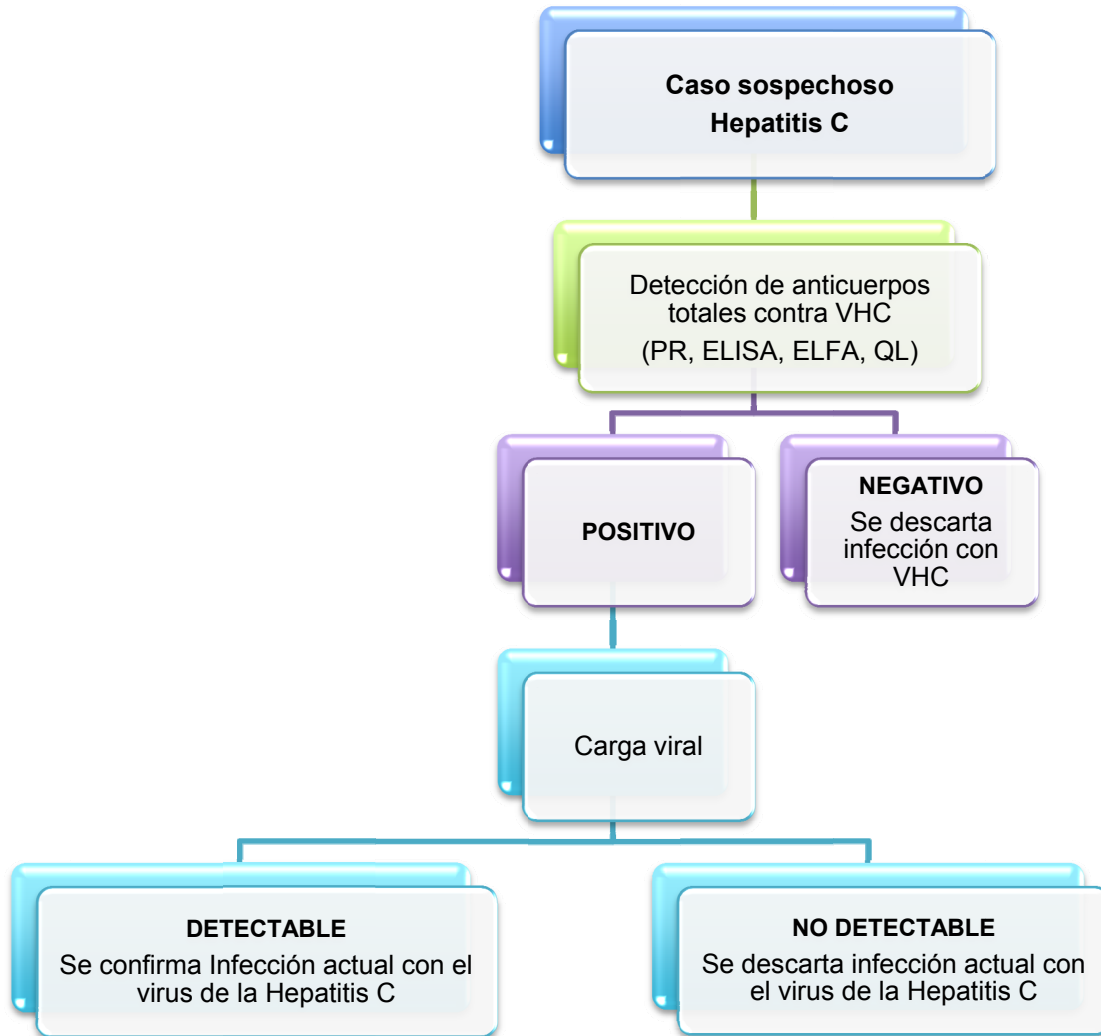 Caso sospechoso
Hepatitis C
Detección de anticuerpos
totales contra VHC
(PR, ELISA, ELFA, QL)
POSITIVO
NEGATIVO
Se descarta
infección con
VHC
Carga viral
DETECTABLE
Se confirma Infección actual con el
virus de la Hepatitis C
NO DETECTABLE
Se descarta infección actual con
el virus de la Hepatitis C